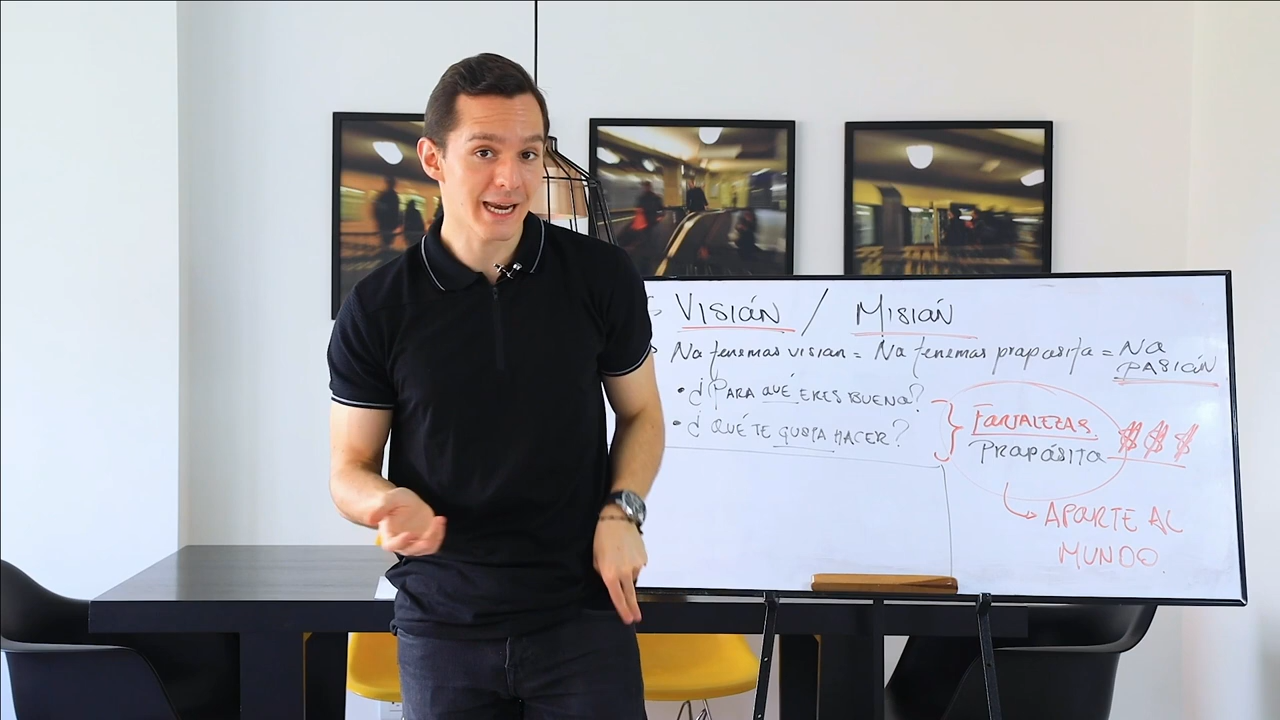 VISIÓN / MISIÓN
No tenemos visión = No tenemos propósito = NO
PASIÓN
• ¿PARA QUÉ ERES BUENO?
• ¿QUÉ TE GUSTA HACER?
FORTALEZAS
PROPÓSITO $ $ $
APORTE AL
MUNDO.